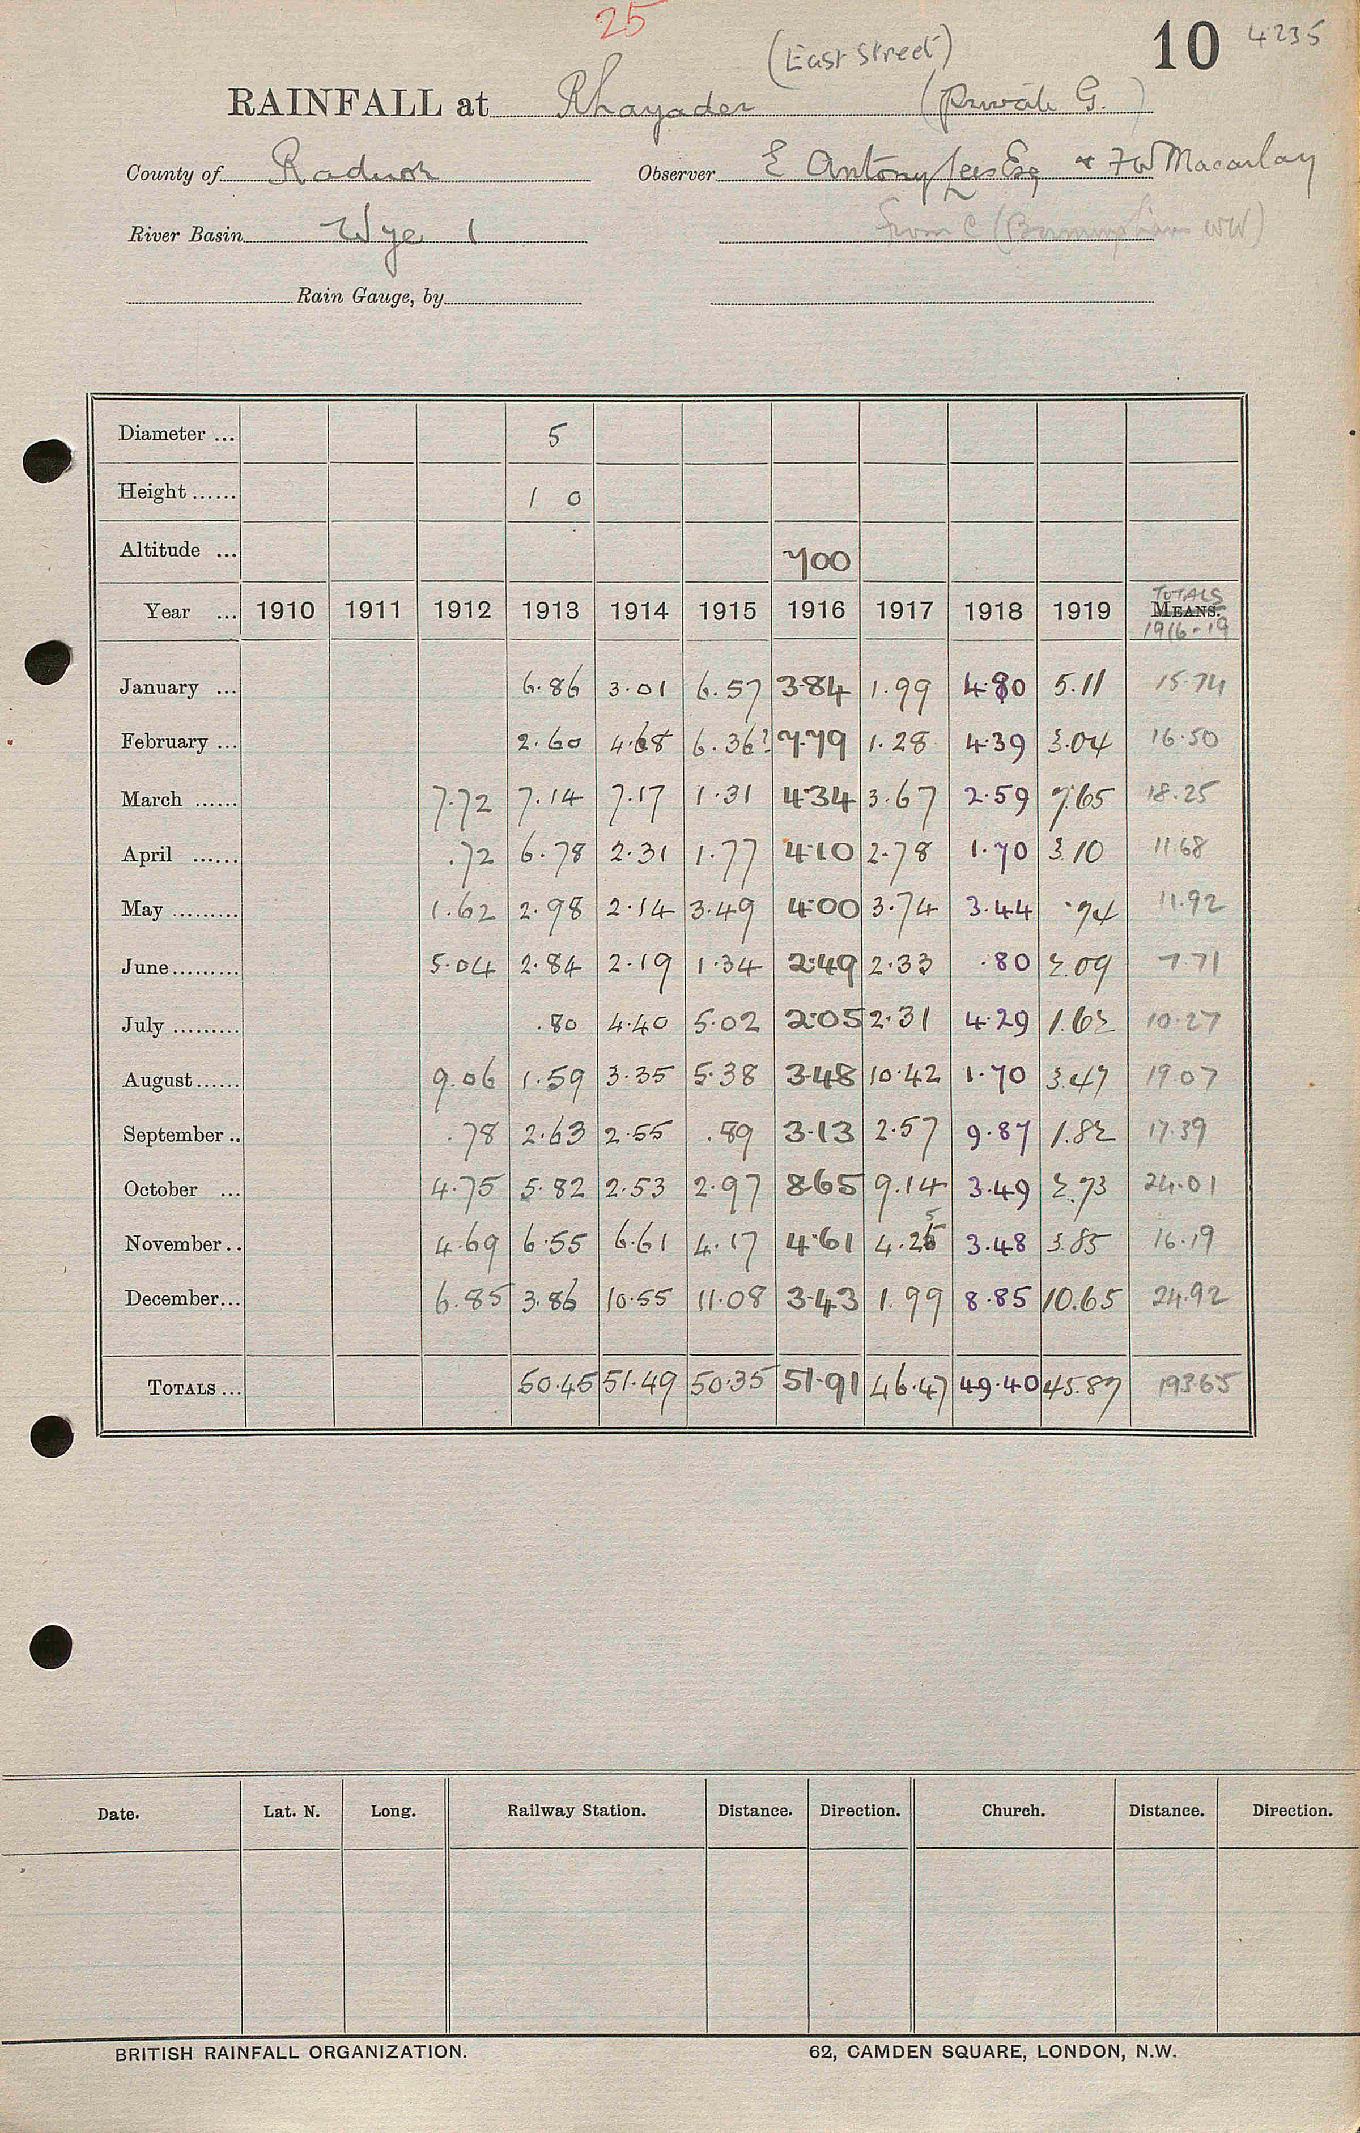 25
10 4235
(East Street)
RAINFALL at Rhayader (Private G.)
County of Radnor Observer E Antony Lees Esq & FW Macaulay
River Basin Wye 1 from C (Birmingham WW)
Rain Gauge, by
Diameter ... 5
Height ...... 1 0
Altitude ... 700
TOTALS
Year ... 1910 1911 1912 1913 1914 1915 1916 1917 1918 1919 MEANS.
1916-19
January ... 6.86 3.01 6.57 3.84 1.99 4.80 5.11 15.74
February ... 2.60 4.68 6.36? 7.79 1.28 4.39 3.04 16.50
March ...... 7.72 7.14 7.17 1.31 4.34 3.67 2.59 7.65 18.25
April ...... .72 6.78 2.31 1.77 4.10 2.78 1.70 3.10 11.68
May ......... 1.62 2.98 2.14 3.49 4.00 3.74 3.44 .74 11.92
June......... 5.04 2.84 2.19 1.34 2.49 2.33 .80 2.09 7.71
July ......... .80 4.40 5.02 2.05 2.31 4.29 1.62 10.27
August...... 9.06 1.59 3.35 5.38 3.48 10.42 1.70 3.47 19.07
September .. .78 2.63 2.55 .89 3.13 2.57 9.87 1.82 17.39
October ... 4.75 5.82 2.53 2.97 8.65 9.14 3.49 2.73 24.01
November .. 4.69 6.55 6.61 4.17 4.61 4.25 3.48 3.85 16.19
December... 6.85 3.86 10.55 11.08 3.43 1.99 8.85 10.65 24.92
TOTALS ... 50.45 51.49 50.35 51.91 46.47 49.40 45.87 193.65
Date. Lat. N. Long. Railway Station. Distance. Direction. Church. Distance. Direction.
BRITISH RAINFALL ORGANIZATION. 62, CAMDEN SQUARE, LONDON, N.W.